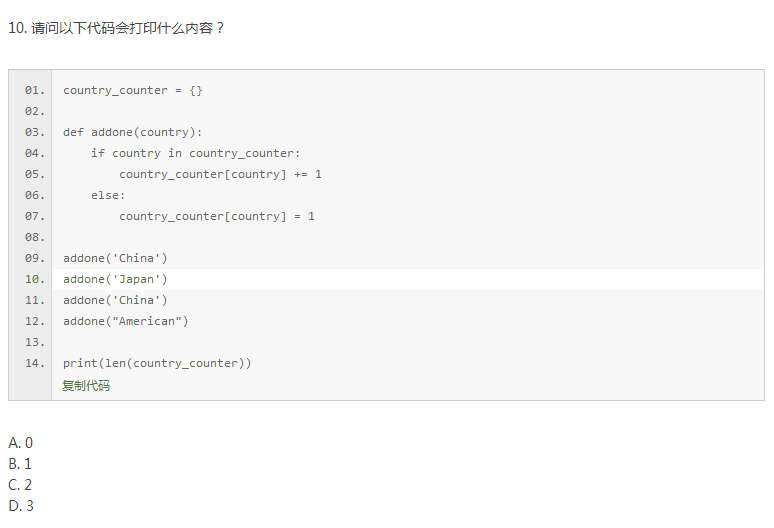 10. 请问以下代码会打印什么内容？
01. country_counter = {}
02.
03. def addone(country):
04.     if country in country_counter:
05.         country_counter[country] += 1
06.     else:
07.         country_counter[country] = 1
08.
09. addone('China')
10. addone('Japan')
11. addone('China')
12. addone("American")
13.
14. print(len(country_counter))
复制代码
A. 0
B. 1
C. 2
D. 3